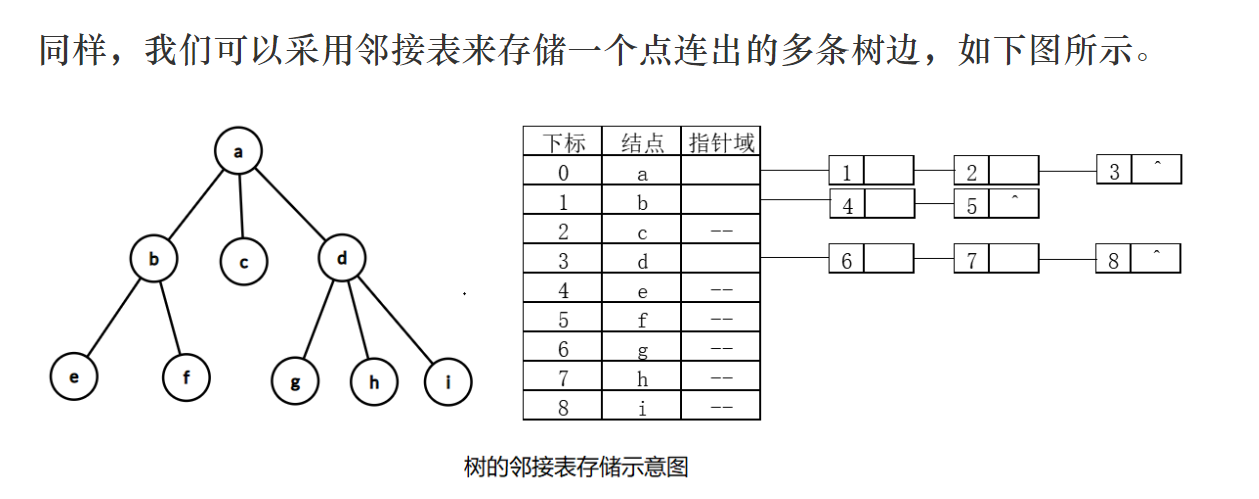 同样，我们可以采用邻接表来存储一个点连出的多条树边，如下图所示。
a
b c d
e f g h i
下标 结点 指针域
0 a 1 2 3 ^
1 b 4 5 ^
2 c --
3 d 6 7 8 ^
4 e --
5 f --
6 g --
7 h --
8 i --
树的邻接表存储示意图